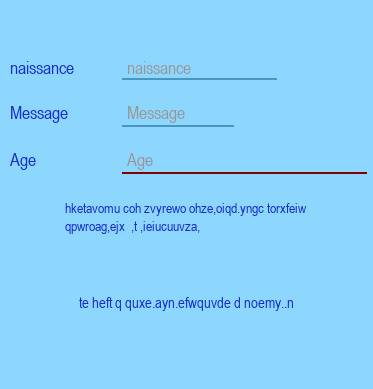 naissance naissance
Message Message
Age Age
hketavomu coh zvyrewo ohze,oiqd.yngc torxfeiw
qpwroag,ejx ,t ,ieiucuuvza,
te heft q quxe.ayn.efwquvde d noemy..n